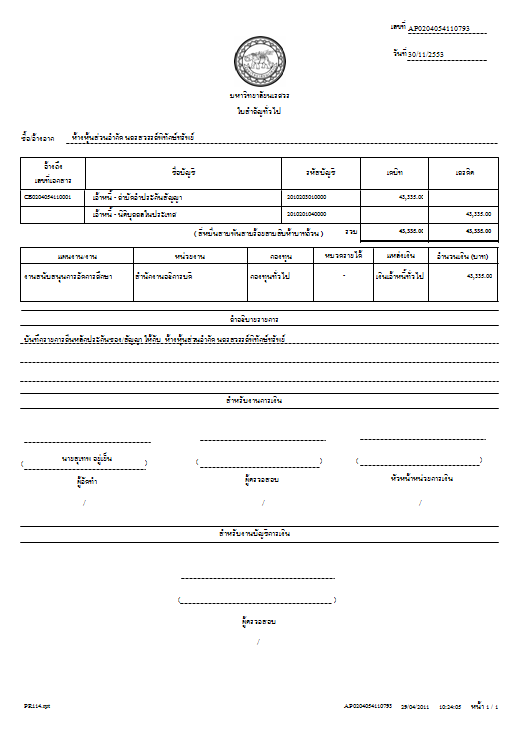 เลขที่ AP0204054110793
วันที่ 30/11/2553
มหาวิทยาลัยนเรศวร
ใบสำคัญทั่วไป
ชื่อ/อ้างจาก ห้างหุ้นส่วนจำกัด นครสวรรค์พิทักษ์ทรัพย์
อ้างถึง เลขที่เอกสาร ชื่อบัญชี รหัสบัญชี เดบิท เครดิต
CB0204054110001 เจ้าหนี้ - ค่าบัตรประกันสัญญา 2010203010000 43,335.00
เจ้าหนี้ - นิติบุคคลในประเทศ 2010201040000 43,335.00
( สี่หมื่นสามพันสามร้อยสามสิบห้าบาทถ้วน ) รวม 43,335.00 43,335.00
แผนงาน/งาน หน่วยงาน กองทุน หมวดรายได้ แหล่งเงิน จำนวนเงิน (บาท)
งานสนับสนุนการจัดการศึกษา สำนักงานอธิการบดี กองทุนทั่วไป - เงินเจ้าหนี้ทั่วไป 43,335.00
คำอธิบายรายการ
บันทึกรายการคืนหลักประกันซอง/สัญญา ให้กับ ห้างหุ้นส่วนจำกัด นครสวรรค์พิทักษ์ทรัพย์
สำหรับงานการเงิน
( นายสุเทพ อยู่เย็น ) ( ) ( )
ผู้จัดทำ ผู้ตรวจสอบ หัวหน้าหน่วยการเงิน
/ / /
สำหรับงานบัญชีการเงิน
( )
ผู้ตรวจสอบ
/
PR114.rpt AP0204054110793 29/04/2011 10:24:05 หน้า 1 / 1